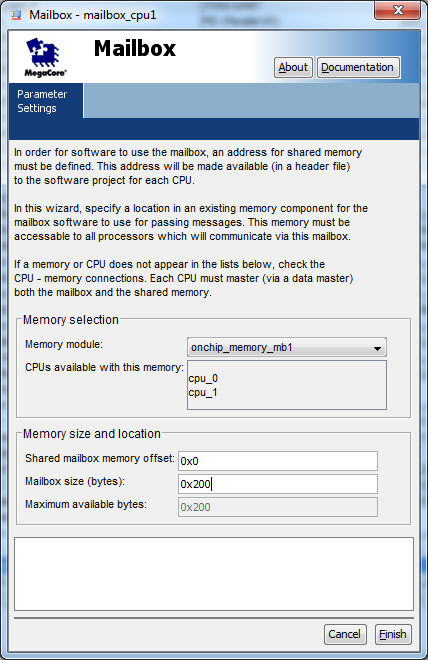 Mailbox - mailbox_cpu1
MegaCore®
Mailbox
About
Documentation
Parameter
Settings
In order for software to use the mailbox, an address for shared memory
must be defined. This address will be made available (in a header file)
to the software project for each CPU.
In this wizard, specify a location in an existing memory component for the
mailbox software to use for passing messages. This memory must be
accessable to all processors which will communicate via this mailbox.
If a memory or CPU does not appear in the lists below, check the
CPU - memory connections. Each CPU must master (via a data master)
both the mailbox and the shared memory.
Memory selection
Memory module:
onchip_memory_mb1
CPUs available with this memory:
cpu_0
cpu_1
Memory size and location
Shared mailbox memory offset: 0x0
Mailbox size (bytes): 0x200
Maximum available bytes: 0x200
Cancel
Finish